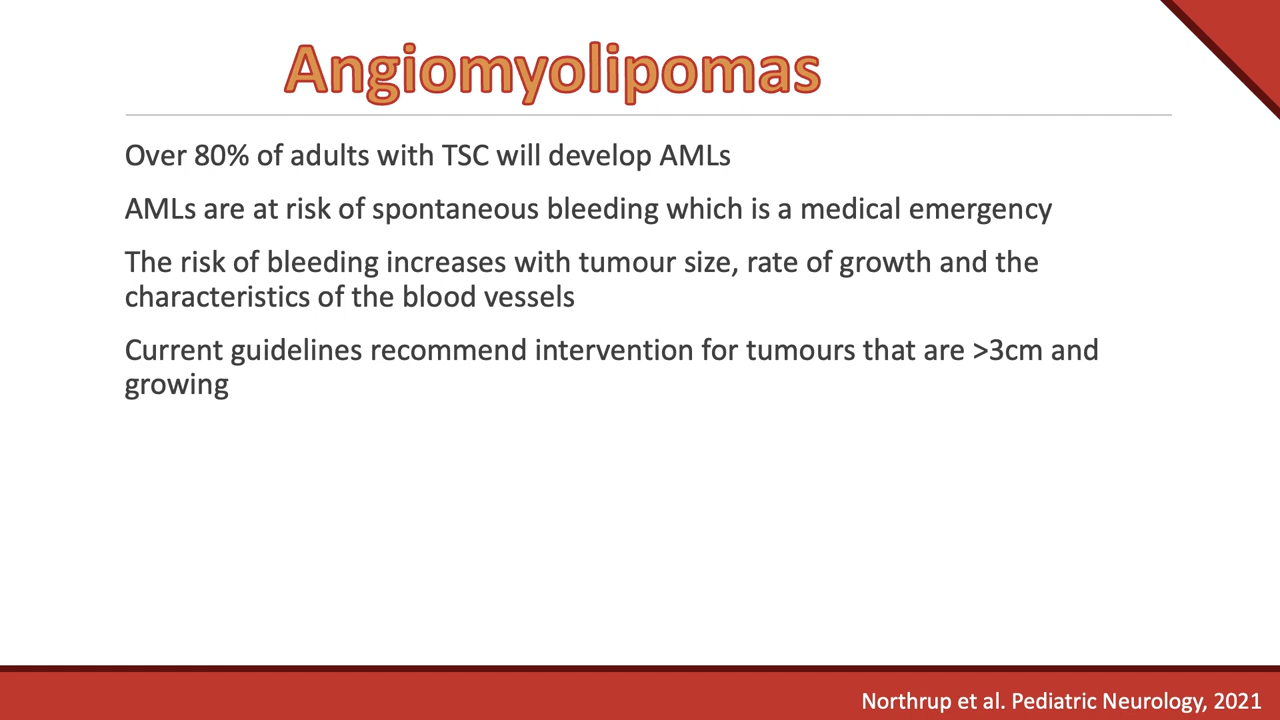 Angiomyolipomas
Over 80% of adults with TSC will develop AMLs
AMLs are at risk of spontaneous bleeding which is a medical emergency
The risk of bleeding increases with tumour size, rate of growth and the
characteristics of the blood vessels
Current guidelines recommend intervention for tumours that are >3cm and
growing
Northrup et al. Pediatric Neurology, 2021